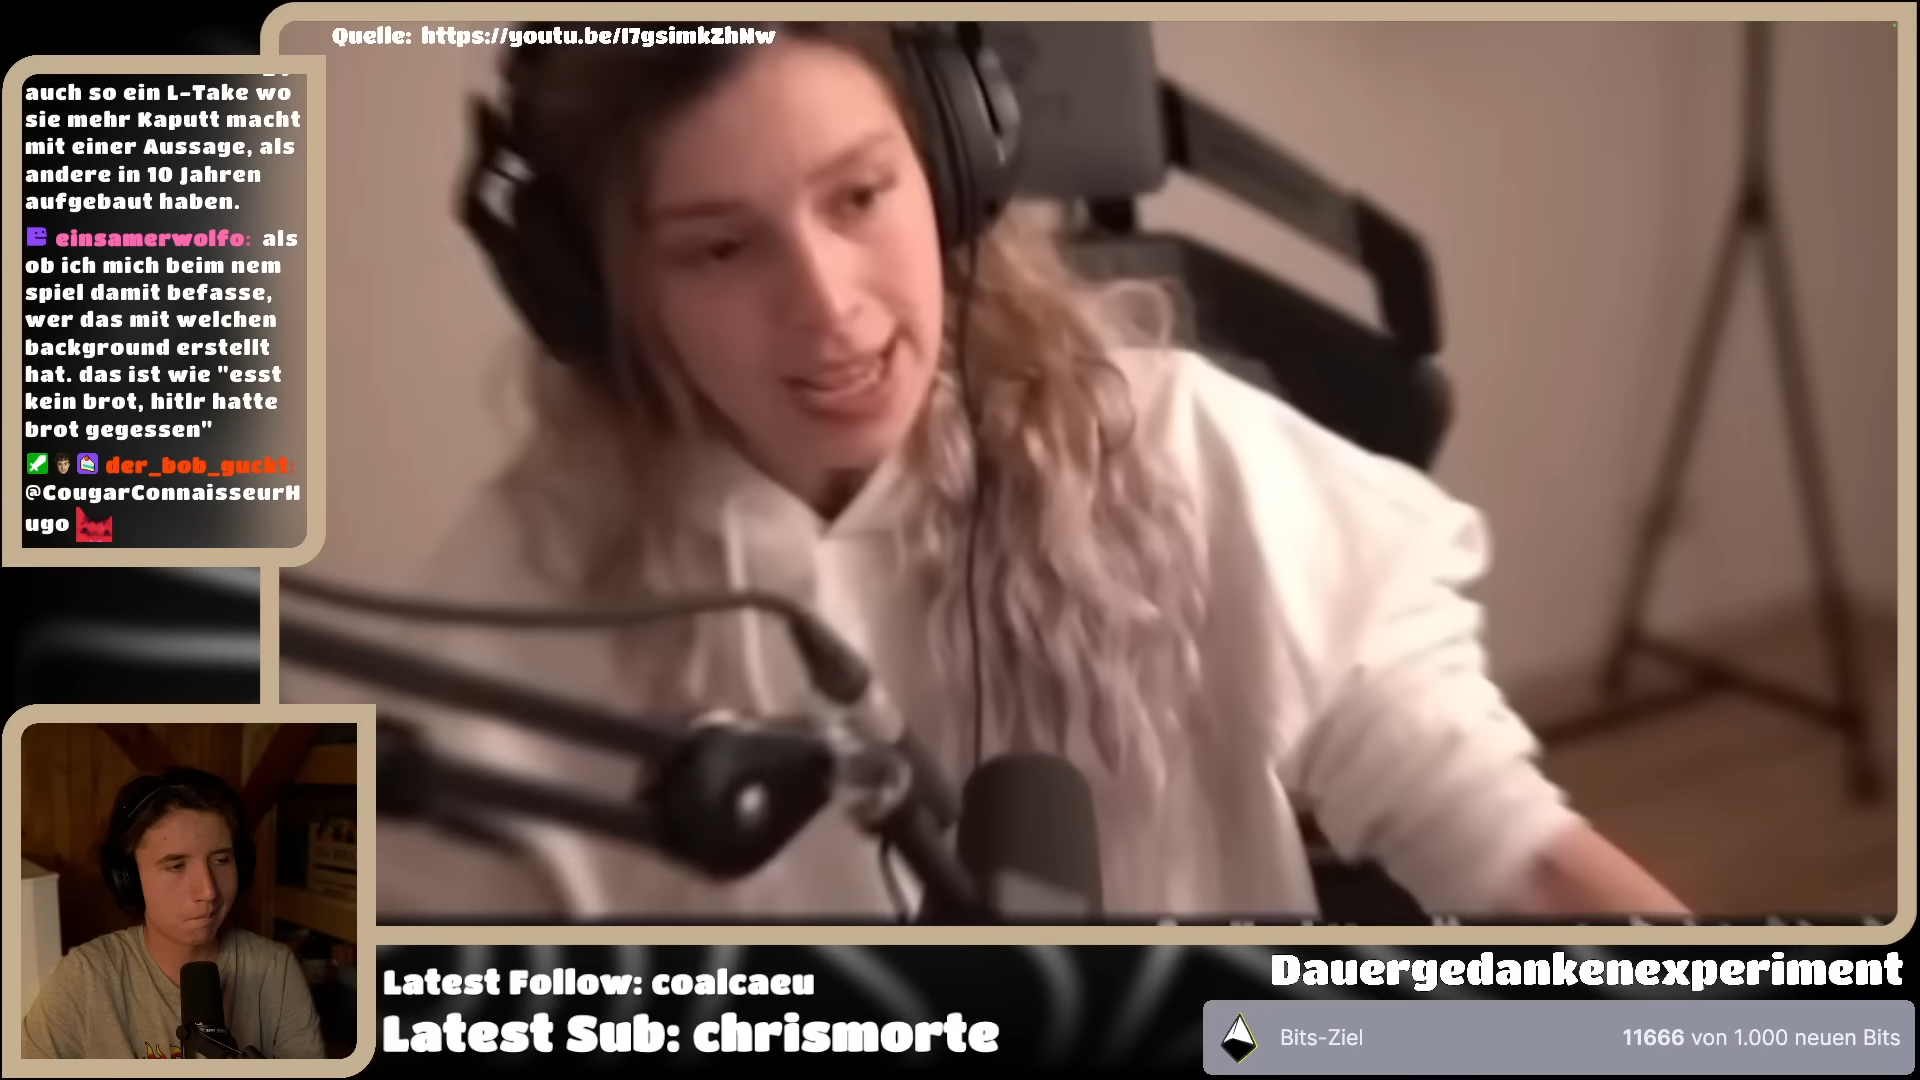 Quelle: https://youtu.be/I7gsimkZhNw
auch so ein L-Take wo
sie mehr Kaputt macht
mit einer Aussage, als
andere in 10 Jahren
aufgebaut haben.
einsamerwolfo: als
ob ich mich beim nem
spiel damit befasse,
wer das mit welchen
background erstellt
hat. das ist wie "esst
kein brot, hitlr hatte
brot gegessen"
der_bob_guckt:
@CougarConnaisseurH
ugo
Latest Follow: coalcaeu
Latest Sub: chrismorte
Dauergedankenexperiment
Bits-Ziel
11666 von 1.000 neuen Bits